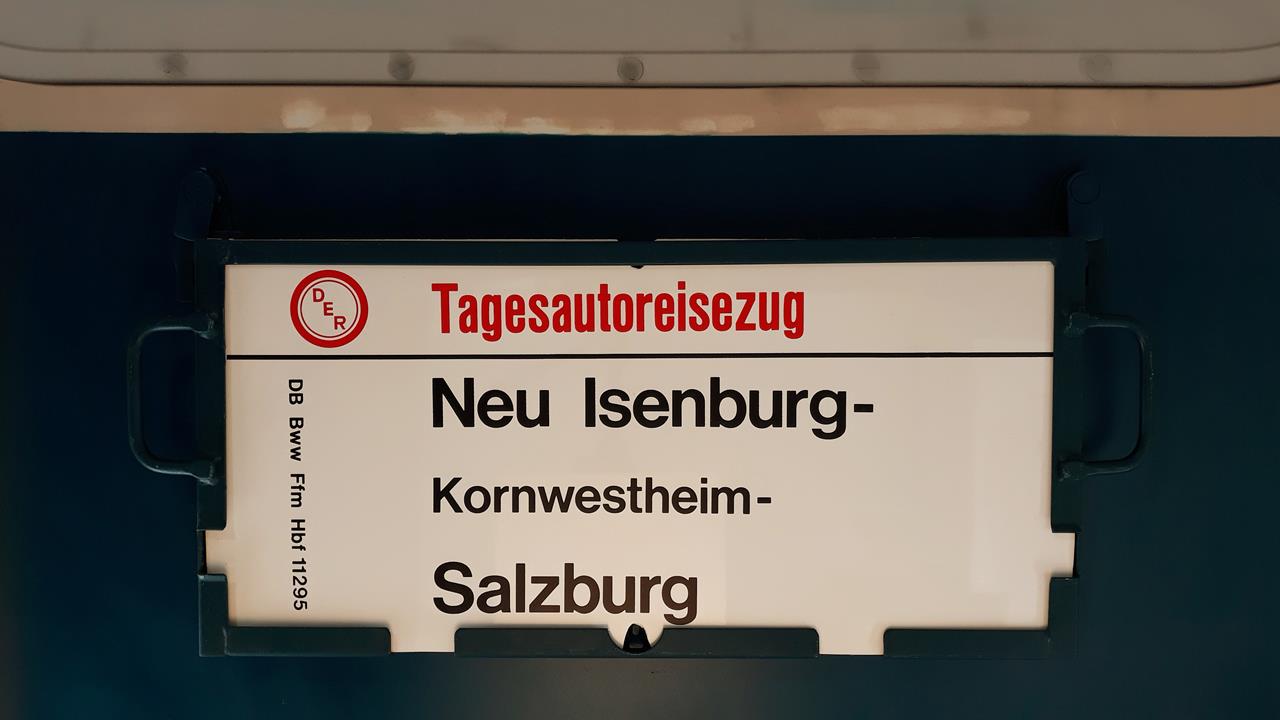 DER
Tagesautoreisezug
Neu Isenburg-
Kornwestheim-
Salzburg
DB Bww Ffm Hbf 11295